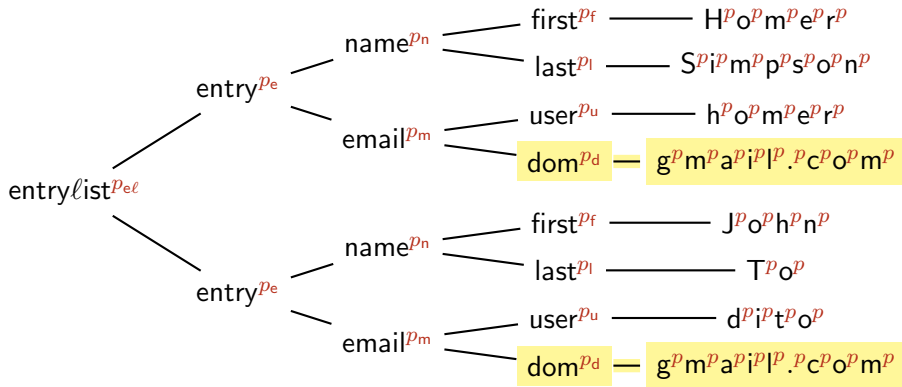 first^{p_f} H^p o^p m^p e^p r^p
name^{p_n}
last^{p_l} S^p i^p m^p p^p s^p o^p n^p
entry^{p_e}
user^{p_u} h^p o^p m^p e^p r^p
email^{p_m}
dom^{p_d} g^p m^p a^p i^p l^p .^p c^p o^p m^p
entryℓist^{p_{eℓ}}
first^{p_f} J^p o^p h^p n^p
name^{p_n}
last^{p_l} T^p o^p
entry^{p_e}
user^{p_u} d^p i^p t^p o^p
email^{p_m}
dom^{p_d} g^p m^p a^p i^p l^p .^p c^p o^p m^p